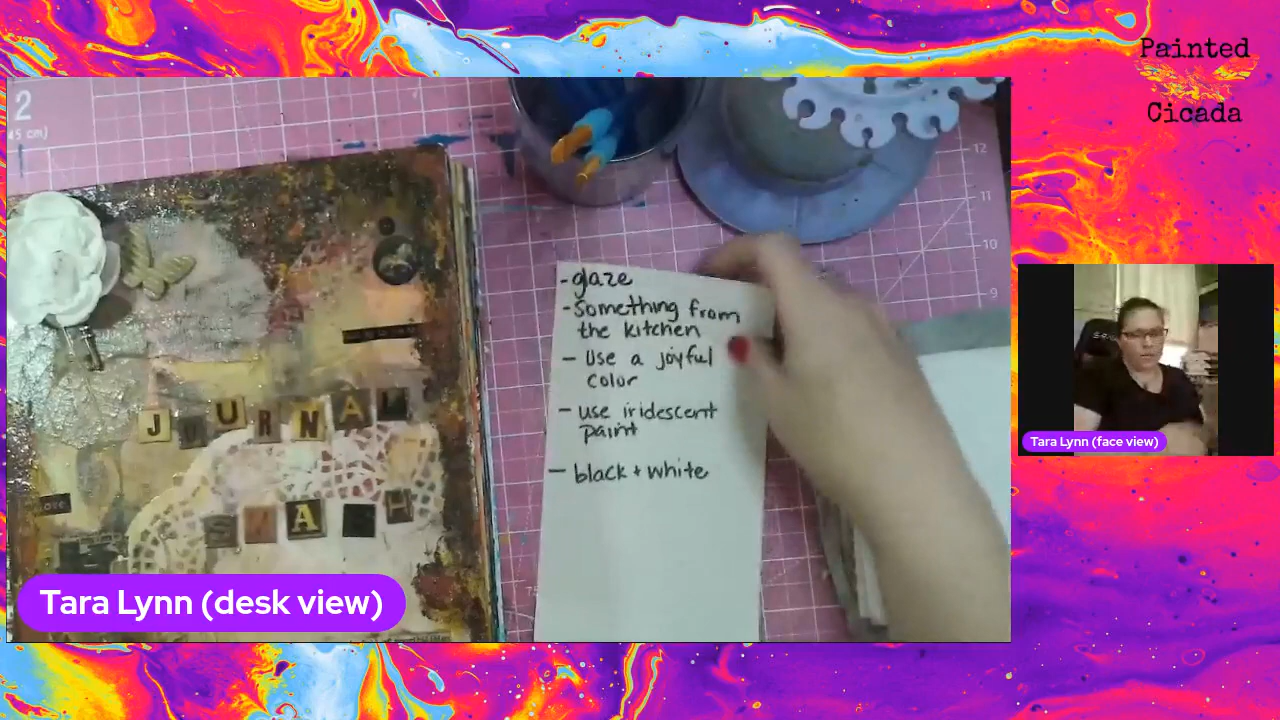 Painted
Cicada
2
45 cm)
12
11
10
9
- glaze
- Something from
the kitchen
- Use a joyful
color
- use iridescent
paint
- black + white
JOURNAL
SMASH
Tara Lynn (desk view)
Tara Lynn (face view)